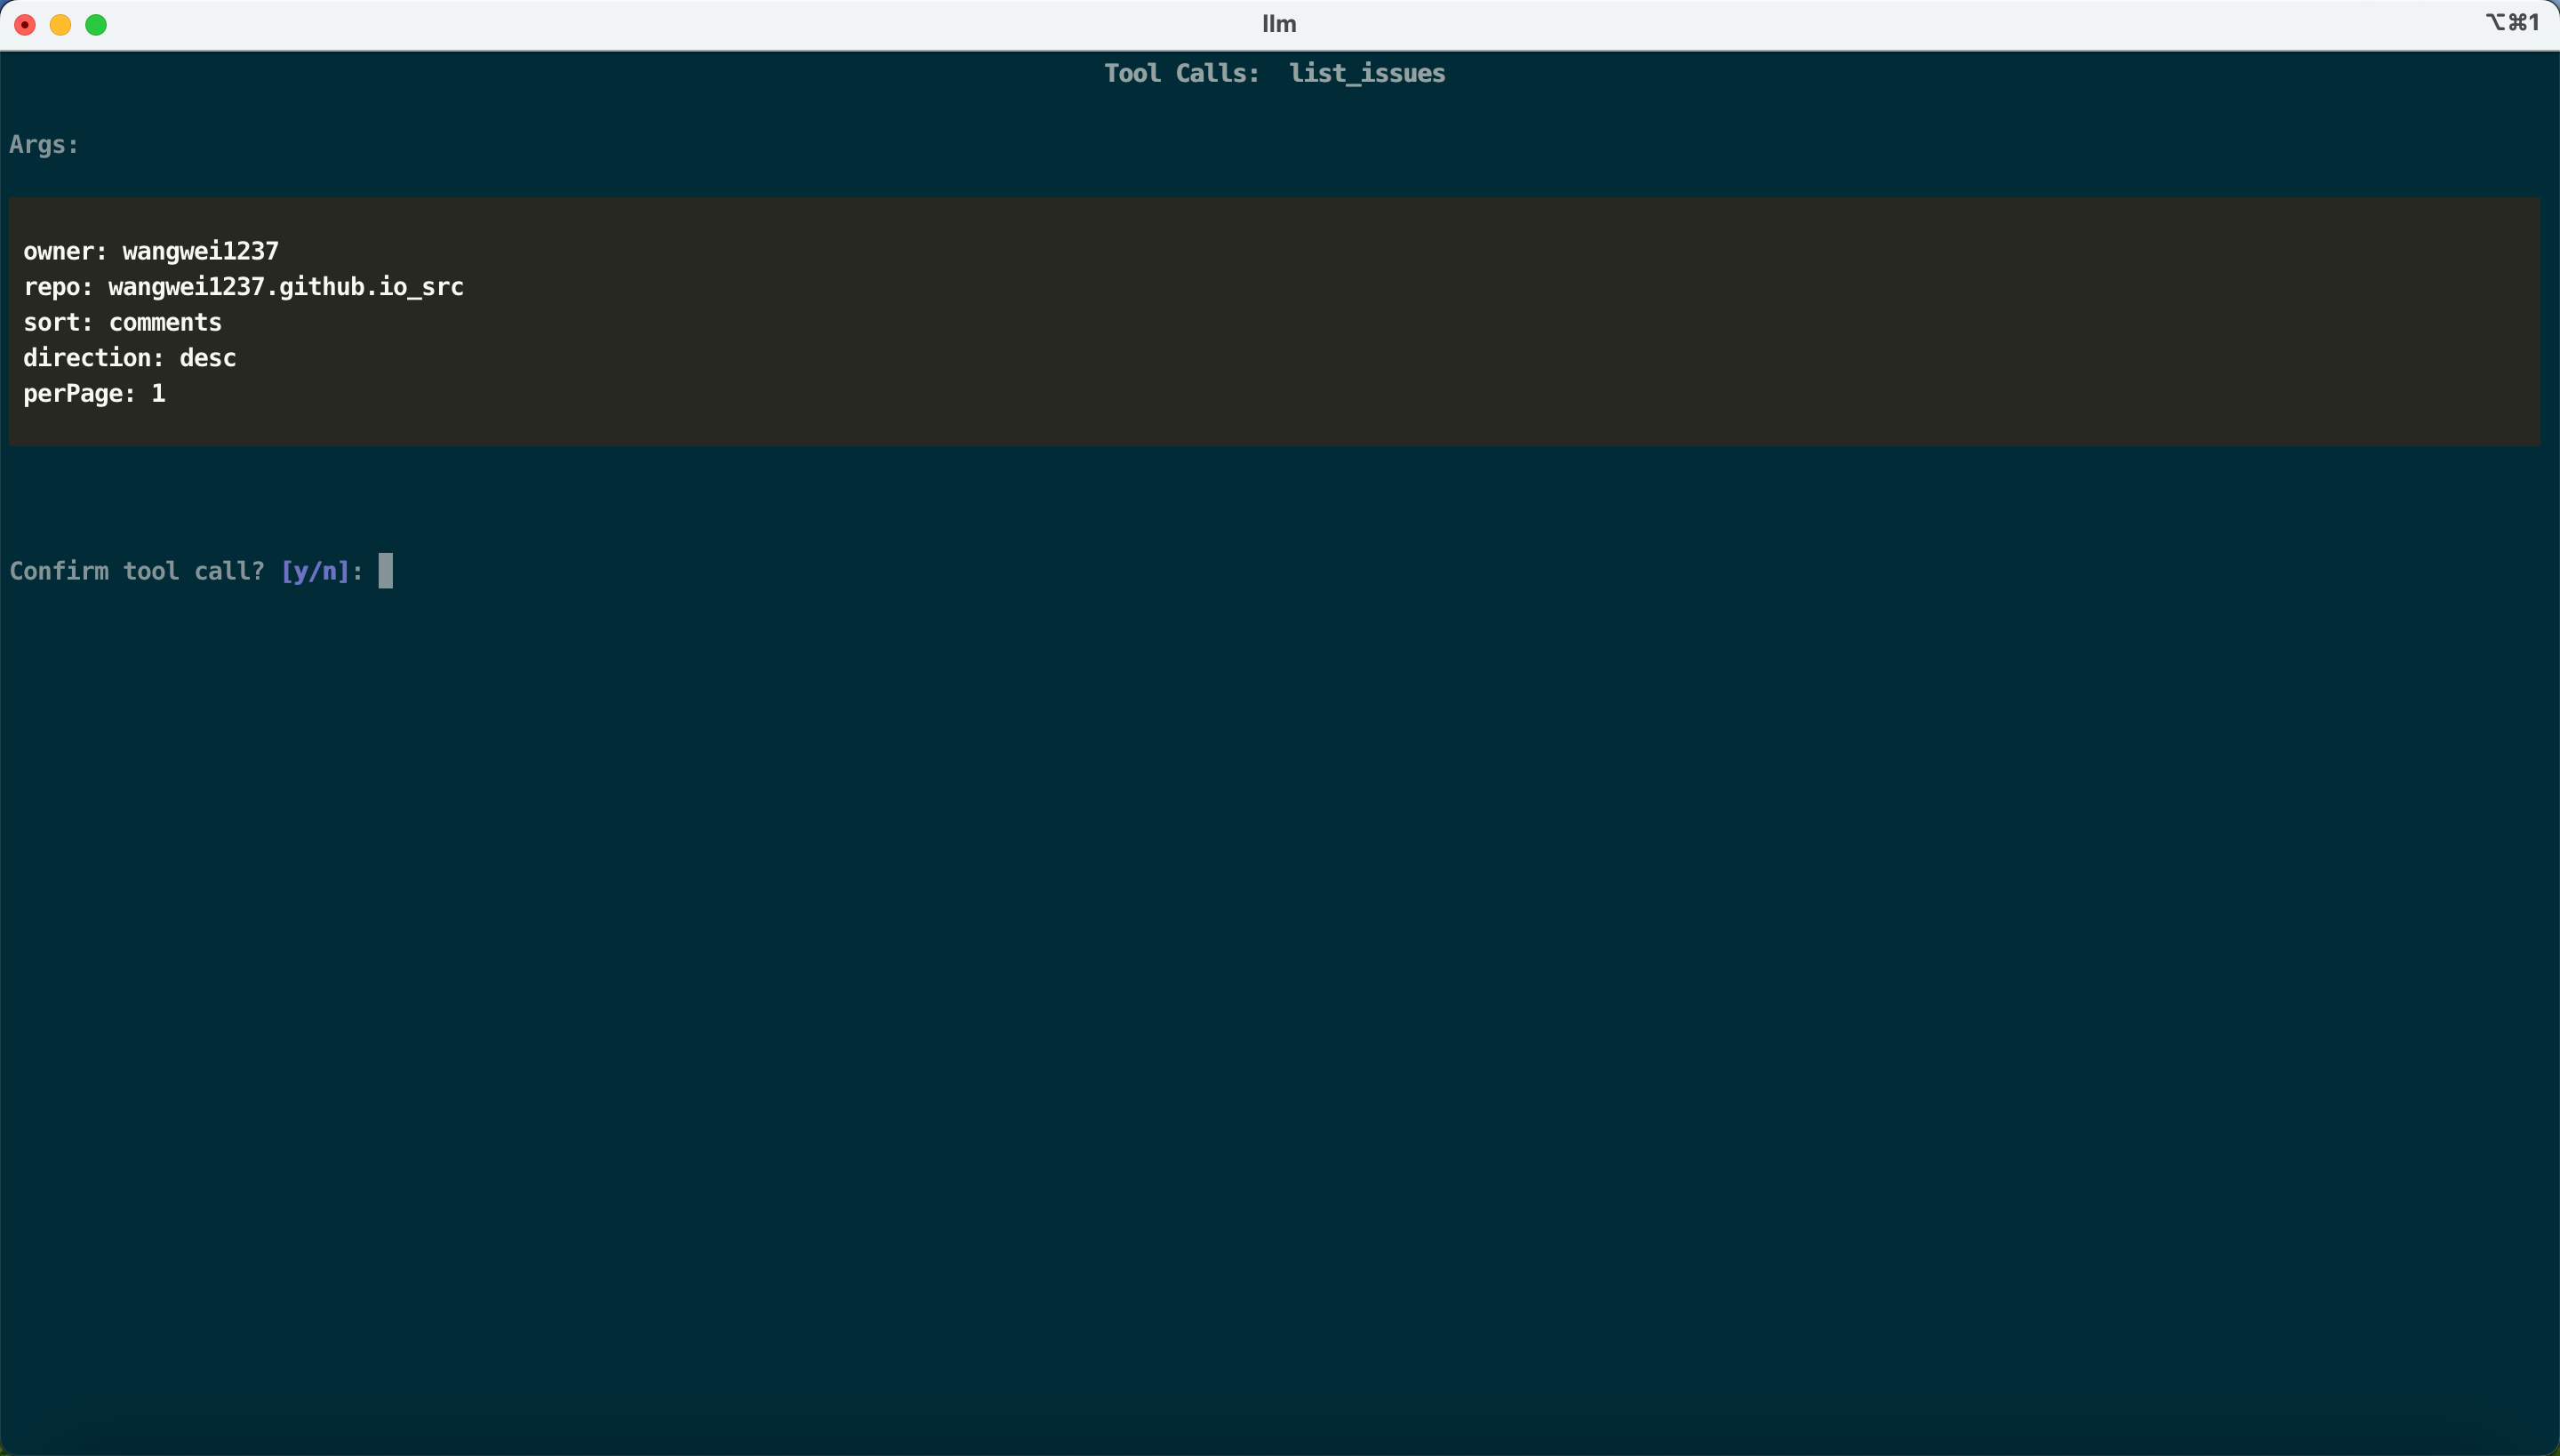 llm
⌥⌘1
Tool Calls:  list_issues
Args:
owner: wangwei1237
repo: wangwei1237.github.io_src
sort: comments
direction: desc
perPage: 1
Confirm tool call? [y/n]: